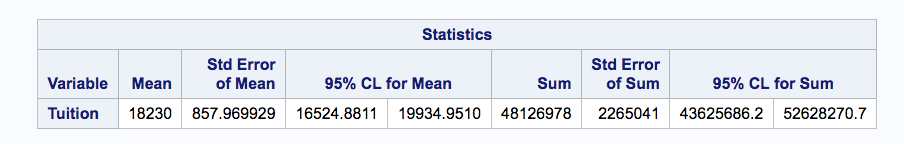 Statistics
Variable Mean Std Error of Mean 95% CL for Mean Sum Std Error of Sum 95% CL for Sum
Tuition 18230 857.969929 16524.8811 19934.9510 48126978 2265041 43625686.2 52628270.7